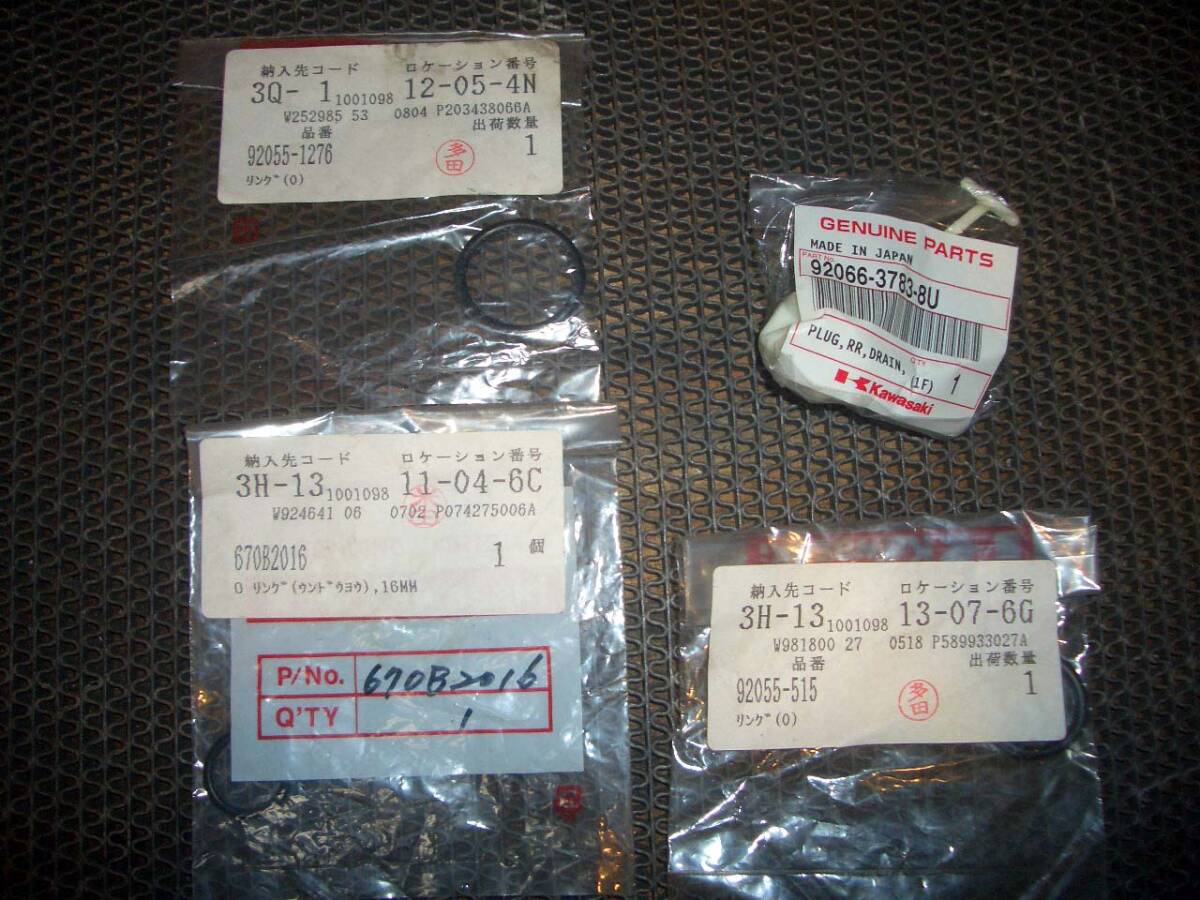 納入先コード ロケーション番号
3Q- 1 1001098 12-05-4N
W252985 53 0804 P203438066A
品番 出荷数量
92055-1276 多田 1
リング(O)
GENUINE PARTS
MADE IN JAPAN
PART No.
92066-3783-8U
PLUG,RR,DRAIN,(1F)
QTY 1
Kawasaki
納入先コード ロケーション番号
3H-13 1001098 11-04-6C
W924641 06 0702 P074275006A
670B2016 1 個
O リング(ウンドウヨウ),16MM
P/No. 670B2016
Q'TY 1
納入先コード ロケーション番号
3H-13 1001098 13-07-6G
W981800 27 0518 P589933027A
品番 出荷数量
92055-515 多田 1
リング(O)